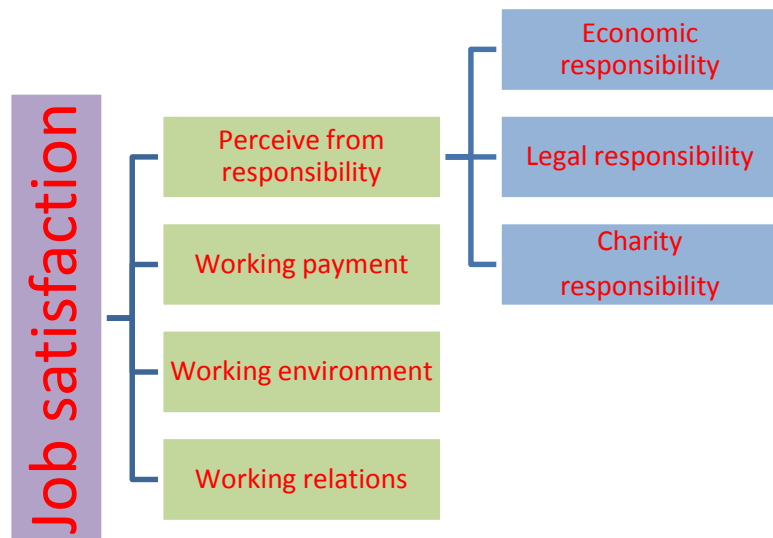 Job satisfaction
Perceive from
responsibility
Working payment
Working environment
Working relations
Economic
responsibility
Legal responsibility
Charity
responsibility